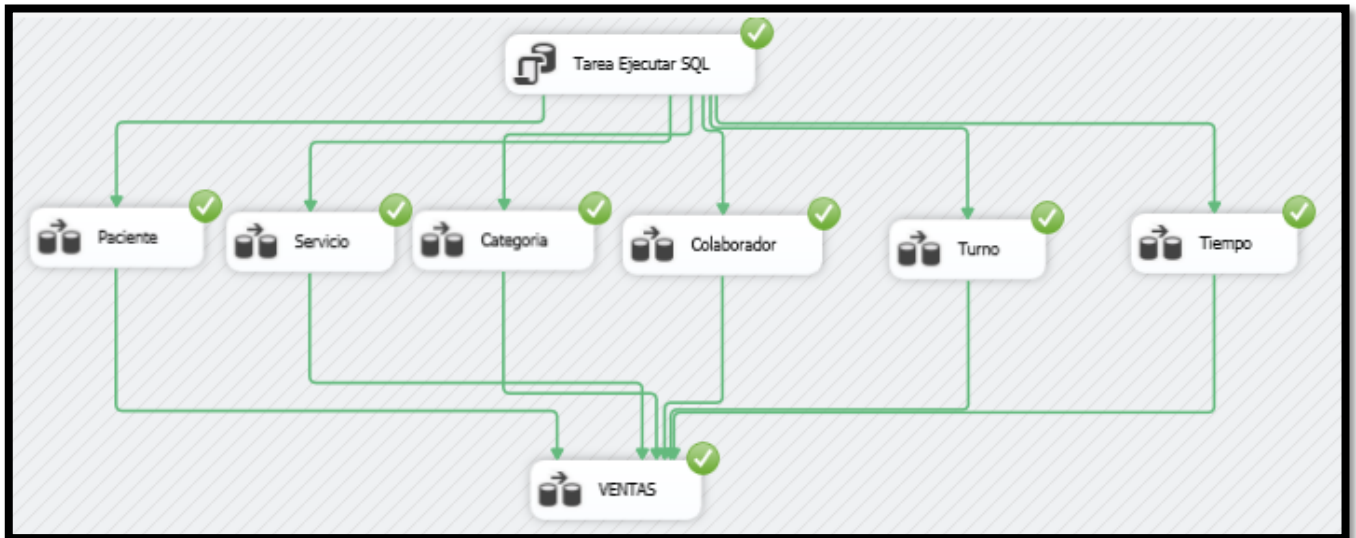 Tarea Ejecutar SQL
Paciente
Servicio
Categoria
Colaborador
Turno
Tiempo
VENTAS